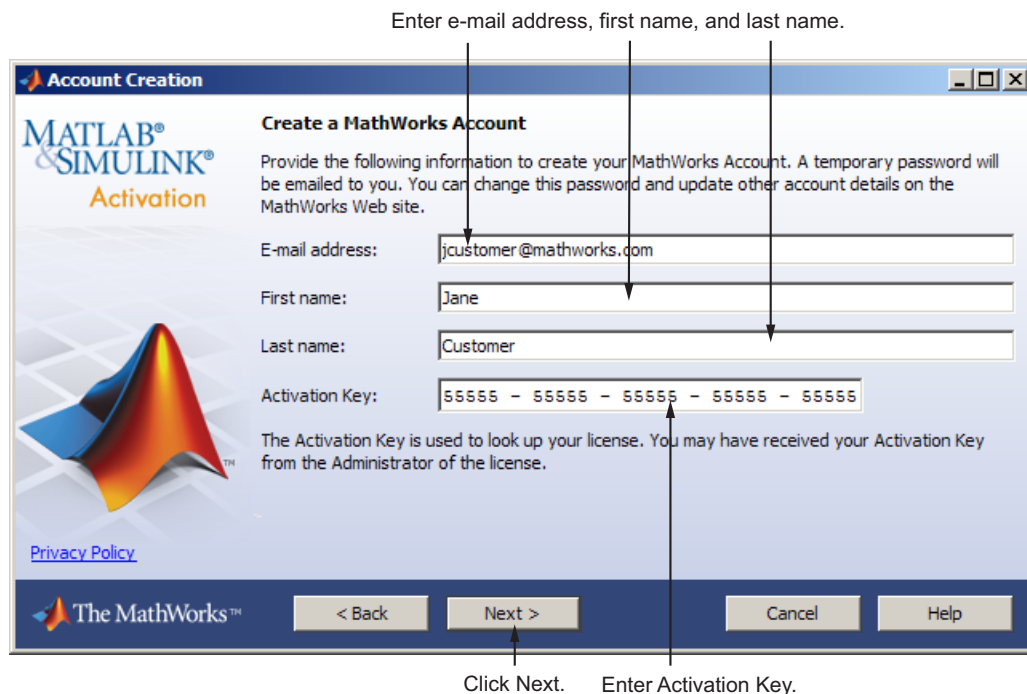 Enter e-mail address, first name, and last name.
Account Creation
MATLAB®
&SIMULINK®
Activation
Create a MathWorks Account
Provide the following information to create your MathWorks Account. A temporary password will
be emailed to you. You can change this password and update other account details on the
MathWorks Web site.
E-mail address: jcustomer@mathworks.com
First name: Jane
Last name: Customer
Activation Key: 55555 - 55555 - 55555 - 55555 - 55555
The Activation Key is used to look up your license. You may have received your Activation Key
from the Administrator of the license.
TM
Privacy Policy
The MathWorks™ < Back Next > Cancel Help
Click Next. Enter Activation Key.